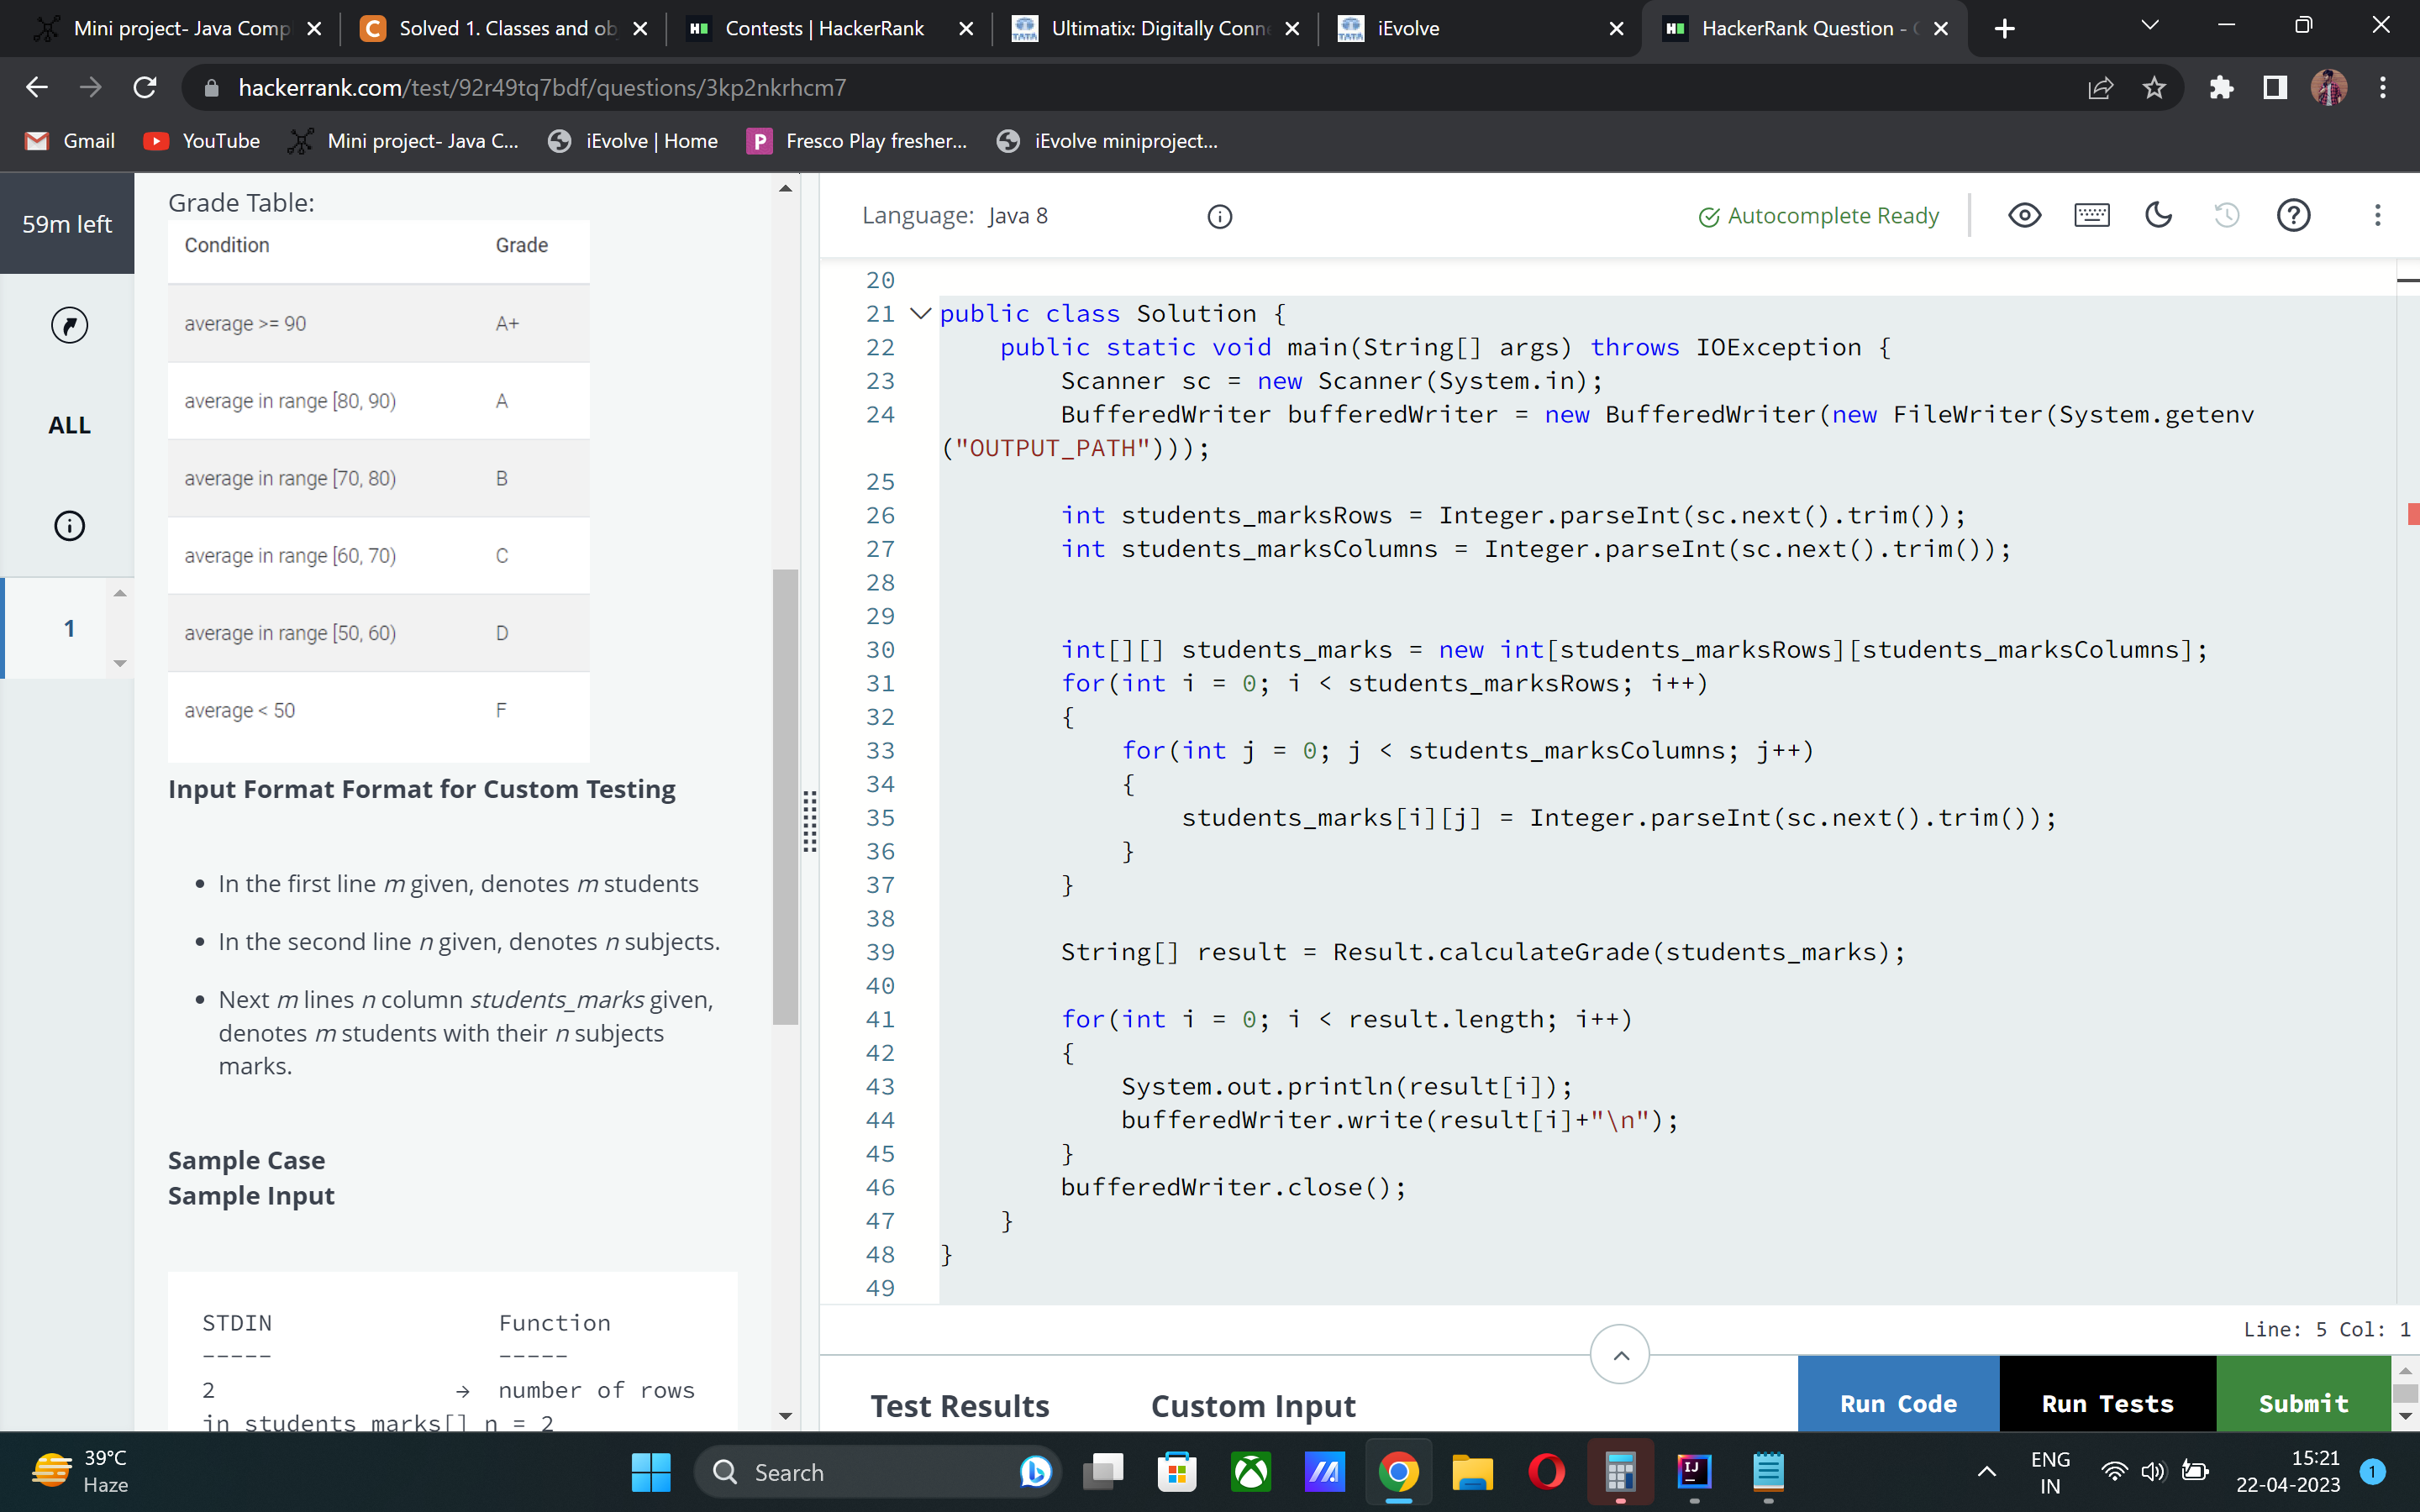 Mini project- Java Comp
Solved 1. Classes and ob
Contests | HackerRank
Ultimatix: Digitally Conne
iEvolve
HackerRank Question -
hackerrank.com/test/92r49tq7bdf/questions/3kp2nkrhcm7
Gmail
YouTube
Mini project- Java C...
iEvolve | Home
Fresco Play fresher...
iEvolve miniproject...
59m left
ALL
1
Grade Table:
Condition Grade
average >= 90 A+
average in range [80, 90) A
average in range [70, 80) B
average in range [60, 70) C
average in range [50, 60) D
average < 50 F
Input Format Format for Custom Testing
• In the first line m given, denotes m students
• In the second line n given, denotes n subjects.
• Next m lines n column students_marks given,
denotes m students with their n subjects
marks.
Sample Case
Sample Input
STDIN Function
----- -----
2 → number of rows
in students_marks[] n = 2
Language: Java 8
Autocomplete Ready
20
21 public class Solution {
22 public static void main(String[] args) throws IOException {
23 Scanner sc = new Scanner(System.in);
24 BufferedWriter bufferedWriter = new BufferedWriter(new FileWriter(System.getenv
("OUTPUT_PATH")));
25
26 int students_marksRows = Integer.parseInt(sc.next().trim());
27 int students_marksColumns = Integer.parseInt(sc.next().trim());
28
29
30 int[][] students_marks = new int[students_marksRows][students_marksColumns];
31 for(int i = 0; i < students_marksRows; i++)
32 {
33 for(int j = 0; j < students_marksColumns; j++)
34 {
35 students_marks[i][j] = Integer.parseInt(sc.next().trim());
36 }
37 }
38
39 String[] result = Result.calculateGrade(students_marks);
40
41 for(int i = 0; i < result.length; i++)
42 {
43 System.out.println(result[i]);
44 bufferedWriter.write(result[i]+"\n");
45 }
46 bufferedWriter.close();
47 }
48 }
49
Line: 5 Col: 1
Test Results
Custom Input
Run Code
Run Tests
Submit
39°C
Haze
Search
ENG
IN
15:21
22-04-2023
1